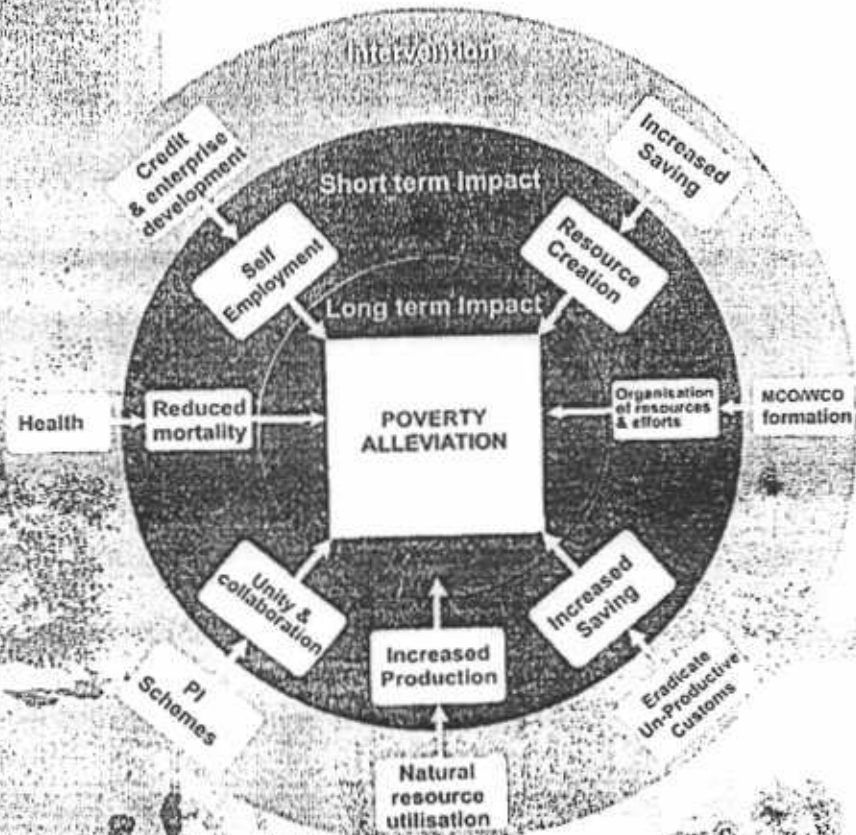 Intervention
Credit
& enterprise
development
Increased
Saving
Short term Impact
Self
Employment
Resource
Creation
Long term Impact
Health
Reduced
mortality
POVERTY
ALLEVIATION
Organisation
of resources
& efforts
MCO/WCO
formation
Unity &
collaboration
Increased
Production
Increased
Saving
PI
Schemes
Natural
resource
utilisation
Eradicate
Un-Productive
Customs